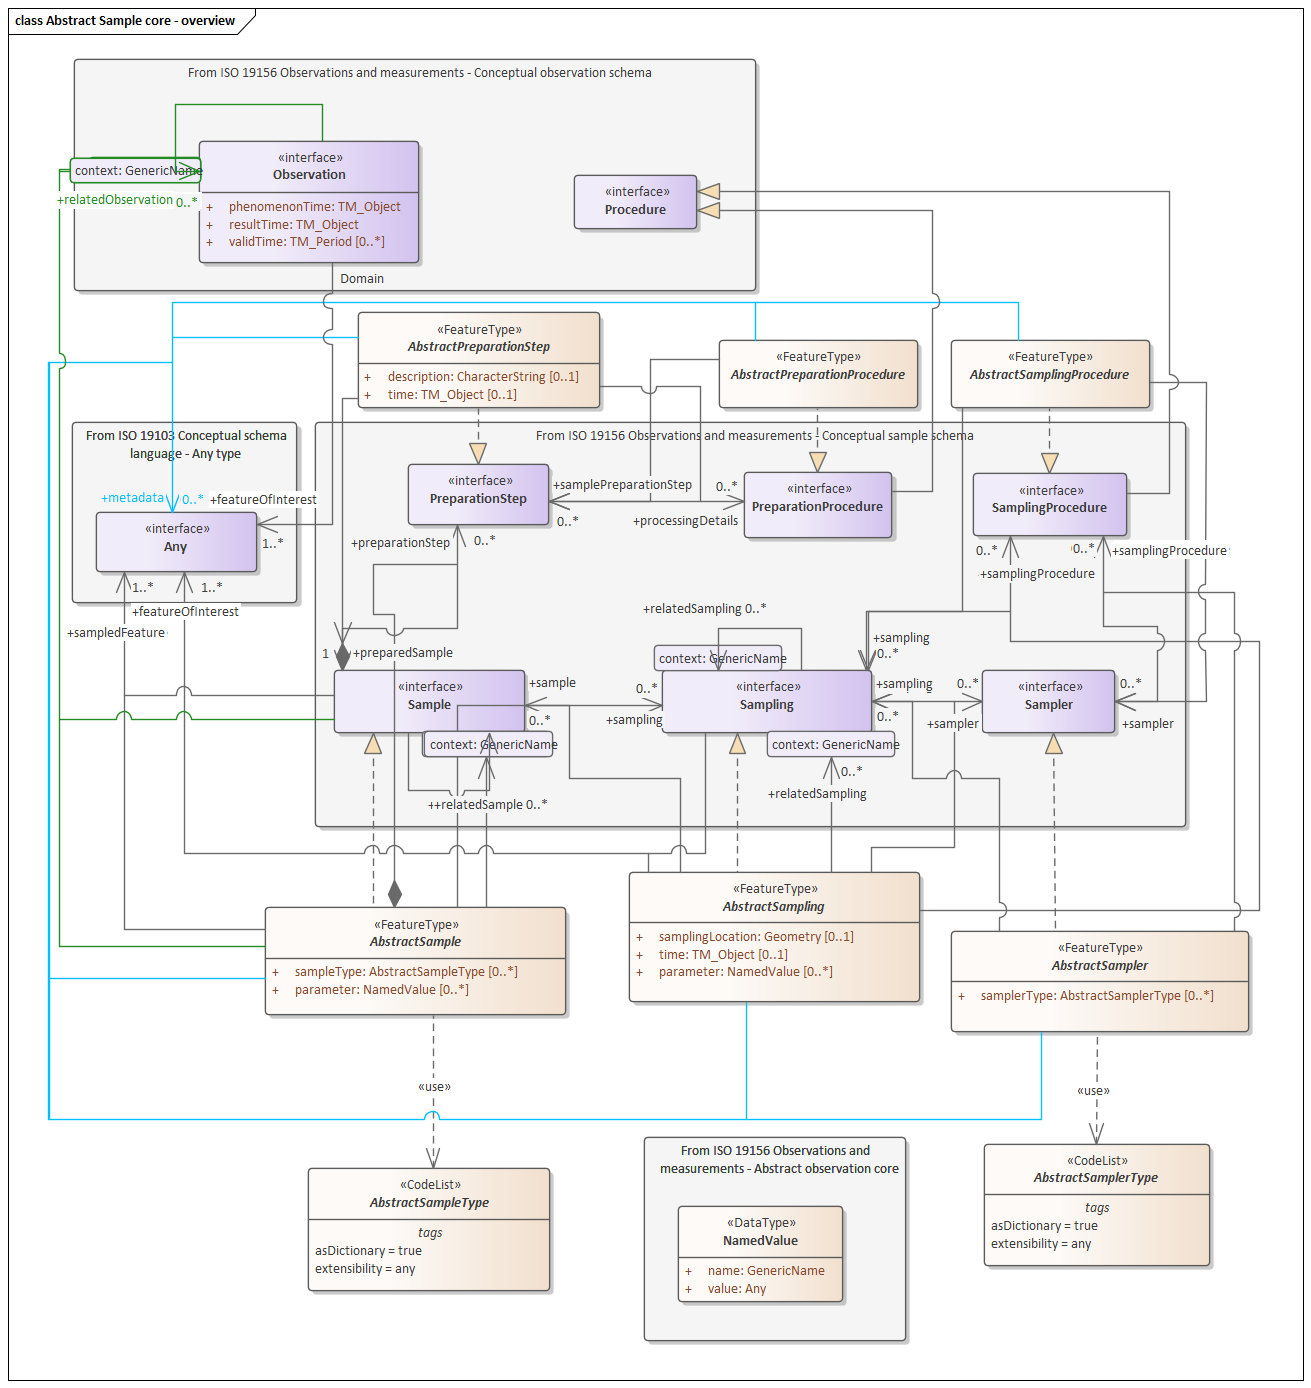 class Abstract Sample core - overview
From ISO 19156 Observations and measurements - Conceptual observation schema
«interface»
Observation
+ phenomenonTime: TM_Object
+ resultTime: TM_Object
+ validTime: TM_Period [0..*]
context: GenericName
+relatedObservation 0..*
«interface»
Procedure
Domain
«FeatureType»
AbstractPreparationStep
+ description: CharacterString [0..1]
+ time: TM_Object [0..1]
«FeatureType»
AbstractPreparationProcedure
«FeatureType»
AbstractSamplingProcedure
From ISO 19103 Conceptual schema
language - Any type
+metadata 0..*
+featureOfInterest
«interface»
Any
1..*
1..*
1..*
+featureOfInterest
+sampledFeature
From ISO 19156 Observations and measurements - Conceptual sample schema
«interface»
PreparationStep
+samplePreparationStep
0..*
0..*
+processingDetails
«interface»
PreparationProcedure
«interface»
SamplingProcedure
+preparationStep
0..*
0..*
0..*
+samplingProcedure
+samplingProcedure
+relatedSampling 0..*
context: GenericName
+sampling
0..*
1
+preparedSample
«interface»
Sample
+sample
0..*
0..*
+sampling
«interface»
Sampling
+sampling
0..*
0..*
+sampler
«interface»
Sampler
0..*
+sampler
context: GenericName
context: GenericName
++relatedSample 0..*
0..*
+relatedSampling
«FeatureType»
AbstractSample
+ sampleType: AbstractSampleType [0..*]
+ parameter: NamedValue [0..*]
«FeatureType»
AbstractSampling
+ samplingLocation: Geometry [0..1]
+ time: TM_Object [0..1]
+ parameter: NamedValue [0..*]
«FeatureType»
AbstractSampler
+ samplerType: AbstractSamplerType [0..*]
«use»
«use»
«CodeList»
AbstractSampleType
tags
asDictionary = true
extensibility = any
From ISO 19156 Observations and
measurements - Abstract observation core
«DataType»
NamedValue
+ name: GenericName
+ value: Any
«CodeList»
AbstractSamplerType
tags
asDictionary = true
extensibility = any